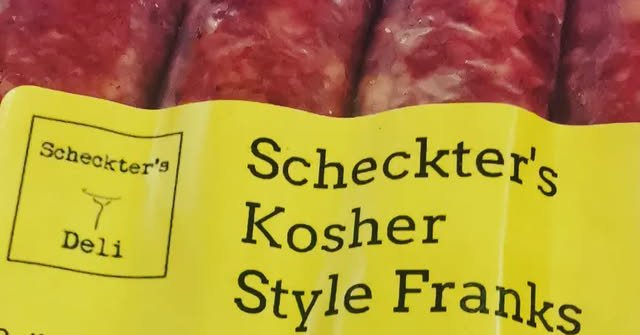 Scheckter's
Deli
Scheckter's
Kosher
Style Franks